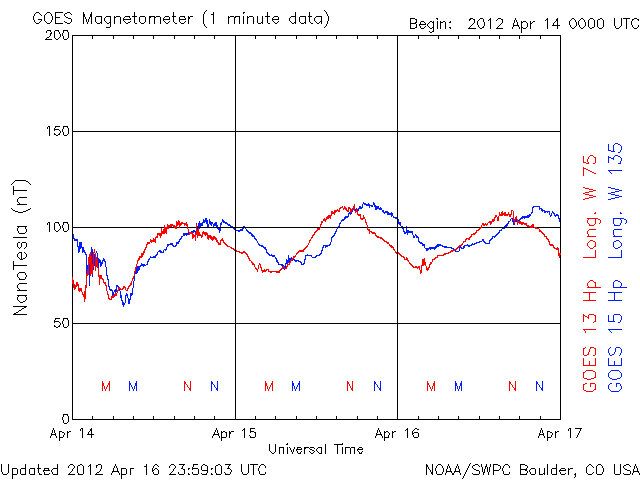 GOES Magnetometer (1 minute data)
Begin: 2012 Apr 14 0000 UTC
200
150
100
50
0
NanoTesla (nT)
M M N N M M N N M M N N
Apr 14 Apr 15 Apr 16 Apr 17
Universal Time
GOES 13 Hp Long. W 75
GOES 15 Hp Long. W 135
Updated 2012 Apr 16 23:59:03 UTC
NOAA/SWPC Boulder, CO USA